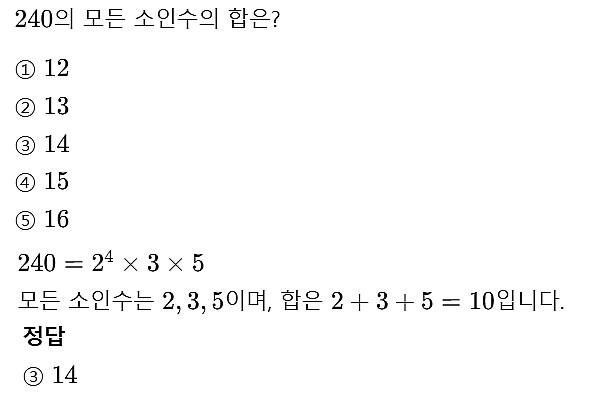 240의 모든 소인수의 합은?
① 12
② 13
③ 14
④ 15
⑤ 16
240 = 2⁴ × 3 × 5
모든 소인수는 2, 3, 5이며, 합은 2 + 3 + 5 = 10입니다.
정답
③ 14